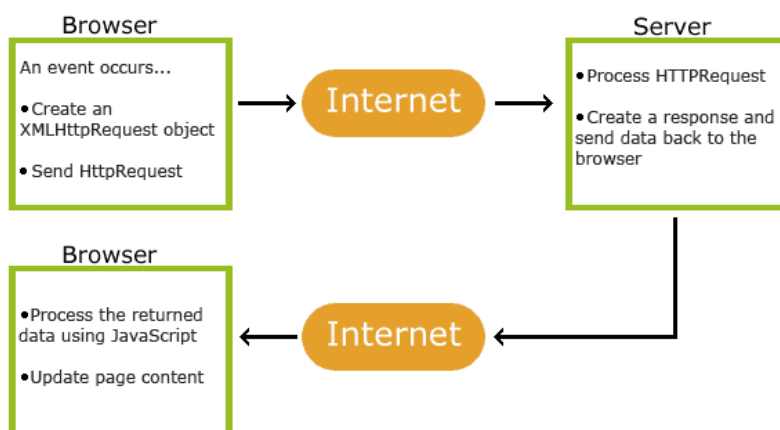 Browser
An event occurs...
•Create an
XMLHttpRequest object
• Send HttpRequest
Internet
Server
• Process HTTPRequest
• Create a response and
send data back to the
browser
Browser
•Process the returned
data using JavaScript
•Update page content
Internet